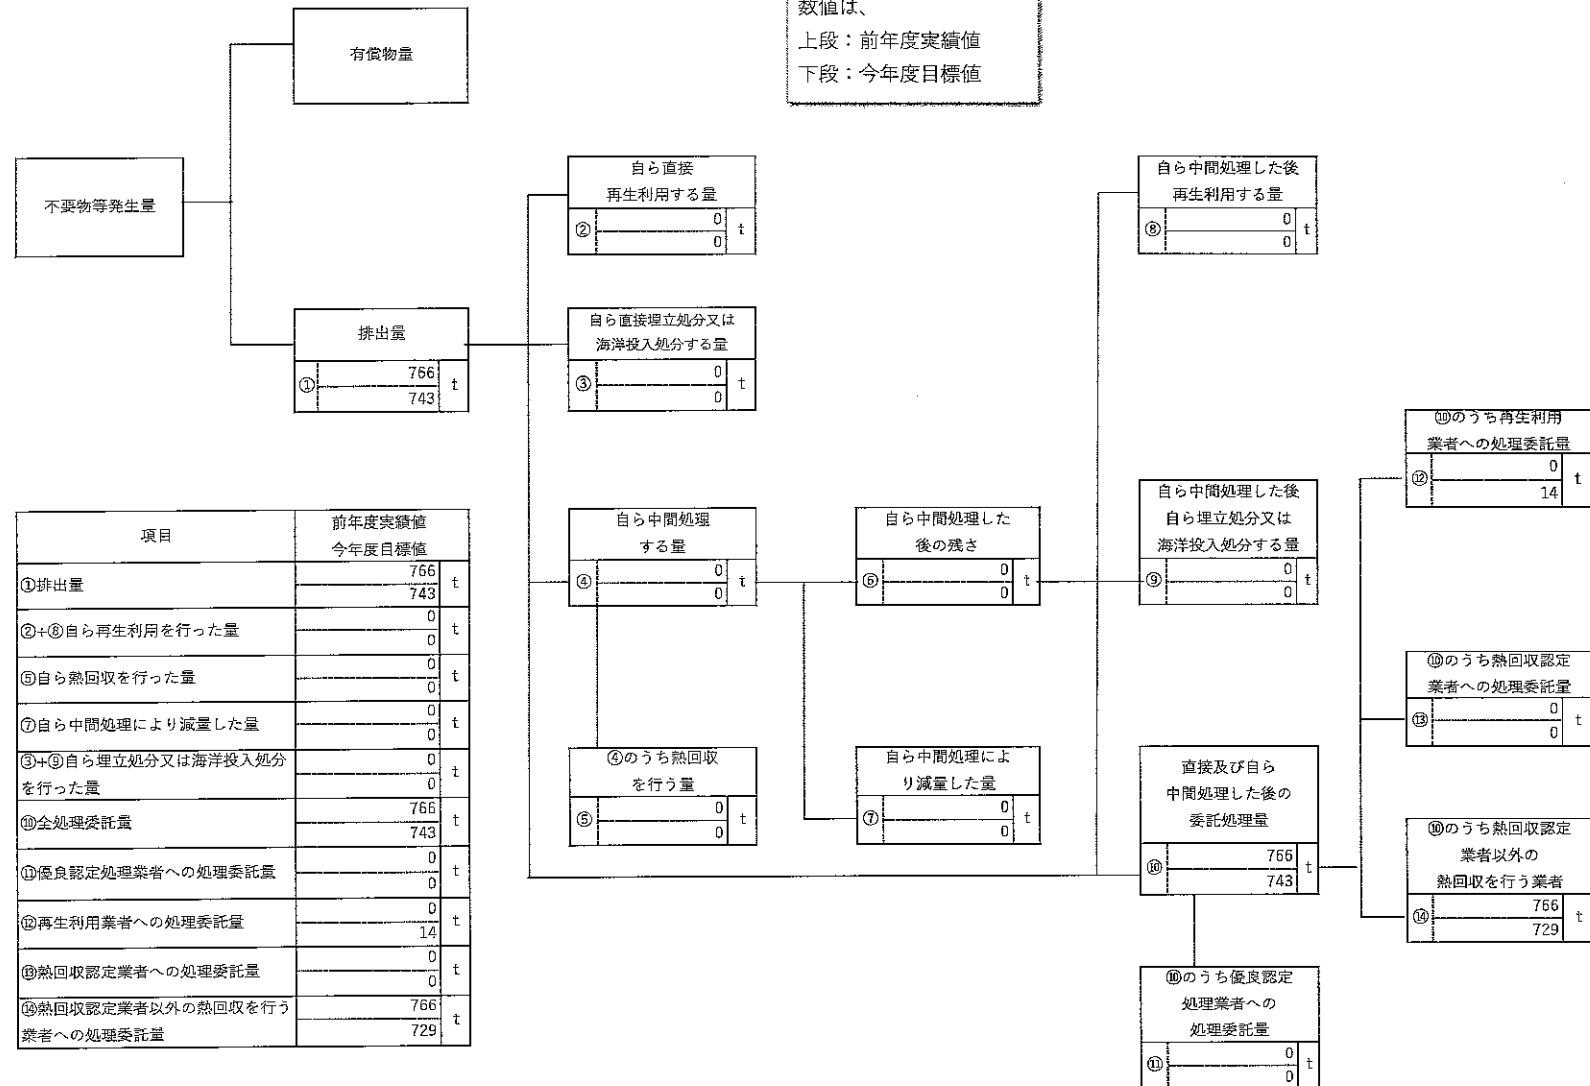 数値は、
上段：前年度実績値
下段：今年度目標値
有償物量
不要物等発生量
排出量
①
766
743
t
自ら直接
再生利用する量
②
0
0
t
自ら直接埋立処分又は
海洋投入処分する量
③
0
0
t
自ら中間処理
する量
④
0
0
t
④のうち熱回収
を行う量
⑤
0
0
t
自ら中間処理した
後の残さ
⑥
0
0
t
自ら中間処理によ
り減量した量
⑦
0
0
t
自ら中間処理した後
再生利用する量
⑧
0
0
t
自ら中間処理した後
自ら埋立処分又は
海洋投入処分する量
⑨
0
0
t
直接及び自ら
中間処理した後の
委託処理量
⑩
766
743
t
⑩のうち優良認定
処理業者への
処理委託量
⑪
0
0
t
⑩のうち再生利用
業者への処理委託量
⑫
0
14
t
⑩のうち熱回収認定
業者への処理委託量
⑬
0
0
t
⑩のうち熱回収認定
業者以外の
熱回収を行う業者
⑭
766
729
t
項目
前年度実績値
今年度目標値
①排出量
766
743
t
②+⑧自ら再生利用を行った量
0
0
t
⑤自ら熱回収を行った量
0
0
t
⑦自ら中間処理により減量した量
0
0
t
③+⑨自ら埋立処分又は海洋投入処分
を行った量
0
0
t
⑩全処理委託量
766
743
t
⑪優良認定処理業者への処理委託量
0
0
t
⑫再生利用業者への処理委託量
0
14
t
⑬熱回収認定業者への処理委託量
0
0
t
⑭熱回収認定業者以外の熱回収を行う
業者への処理委託量
766
729
t